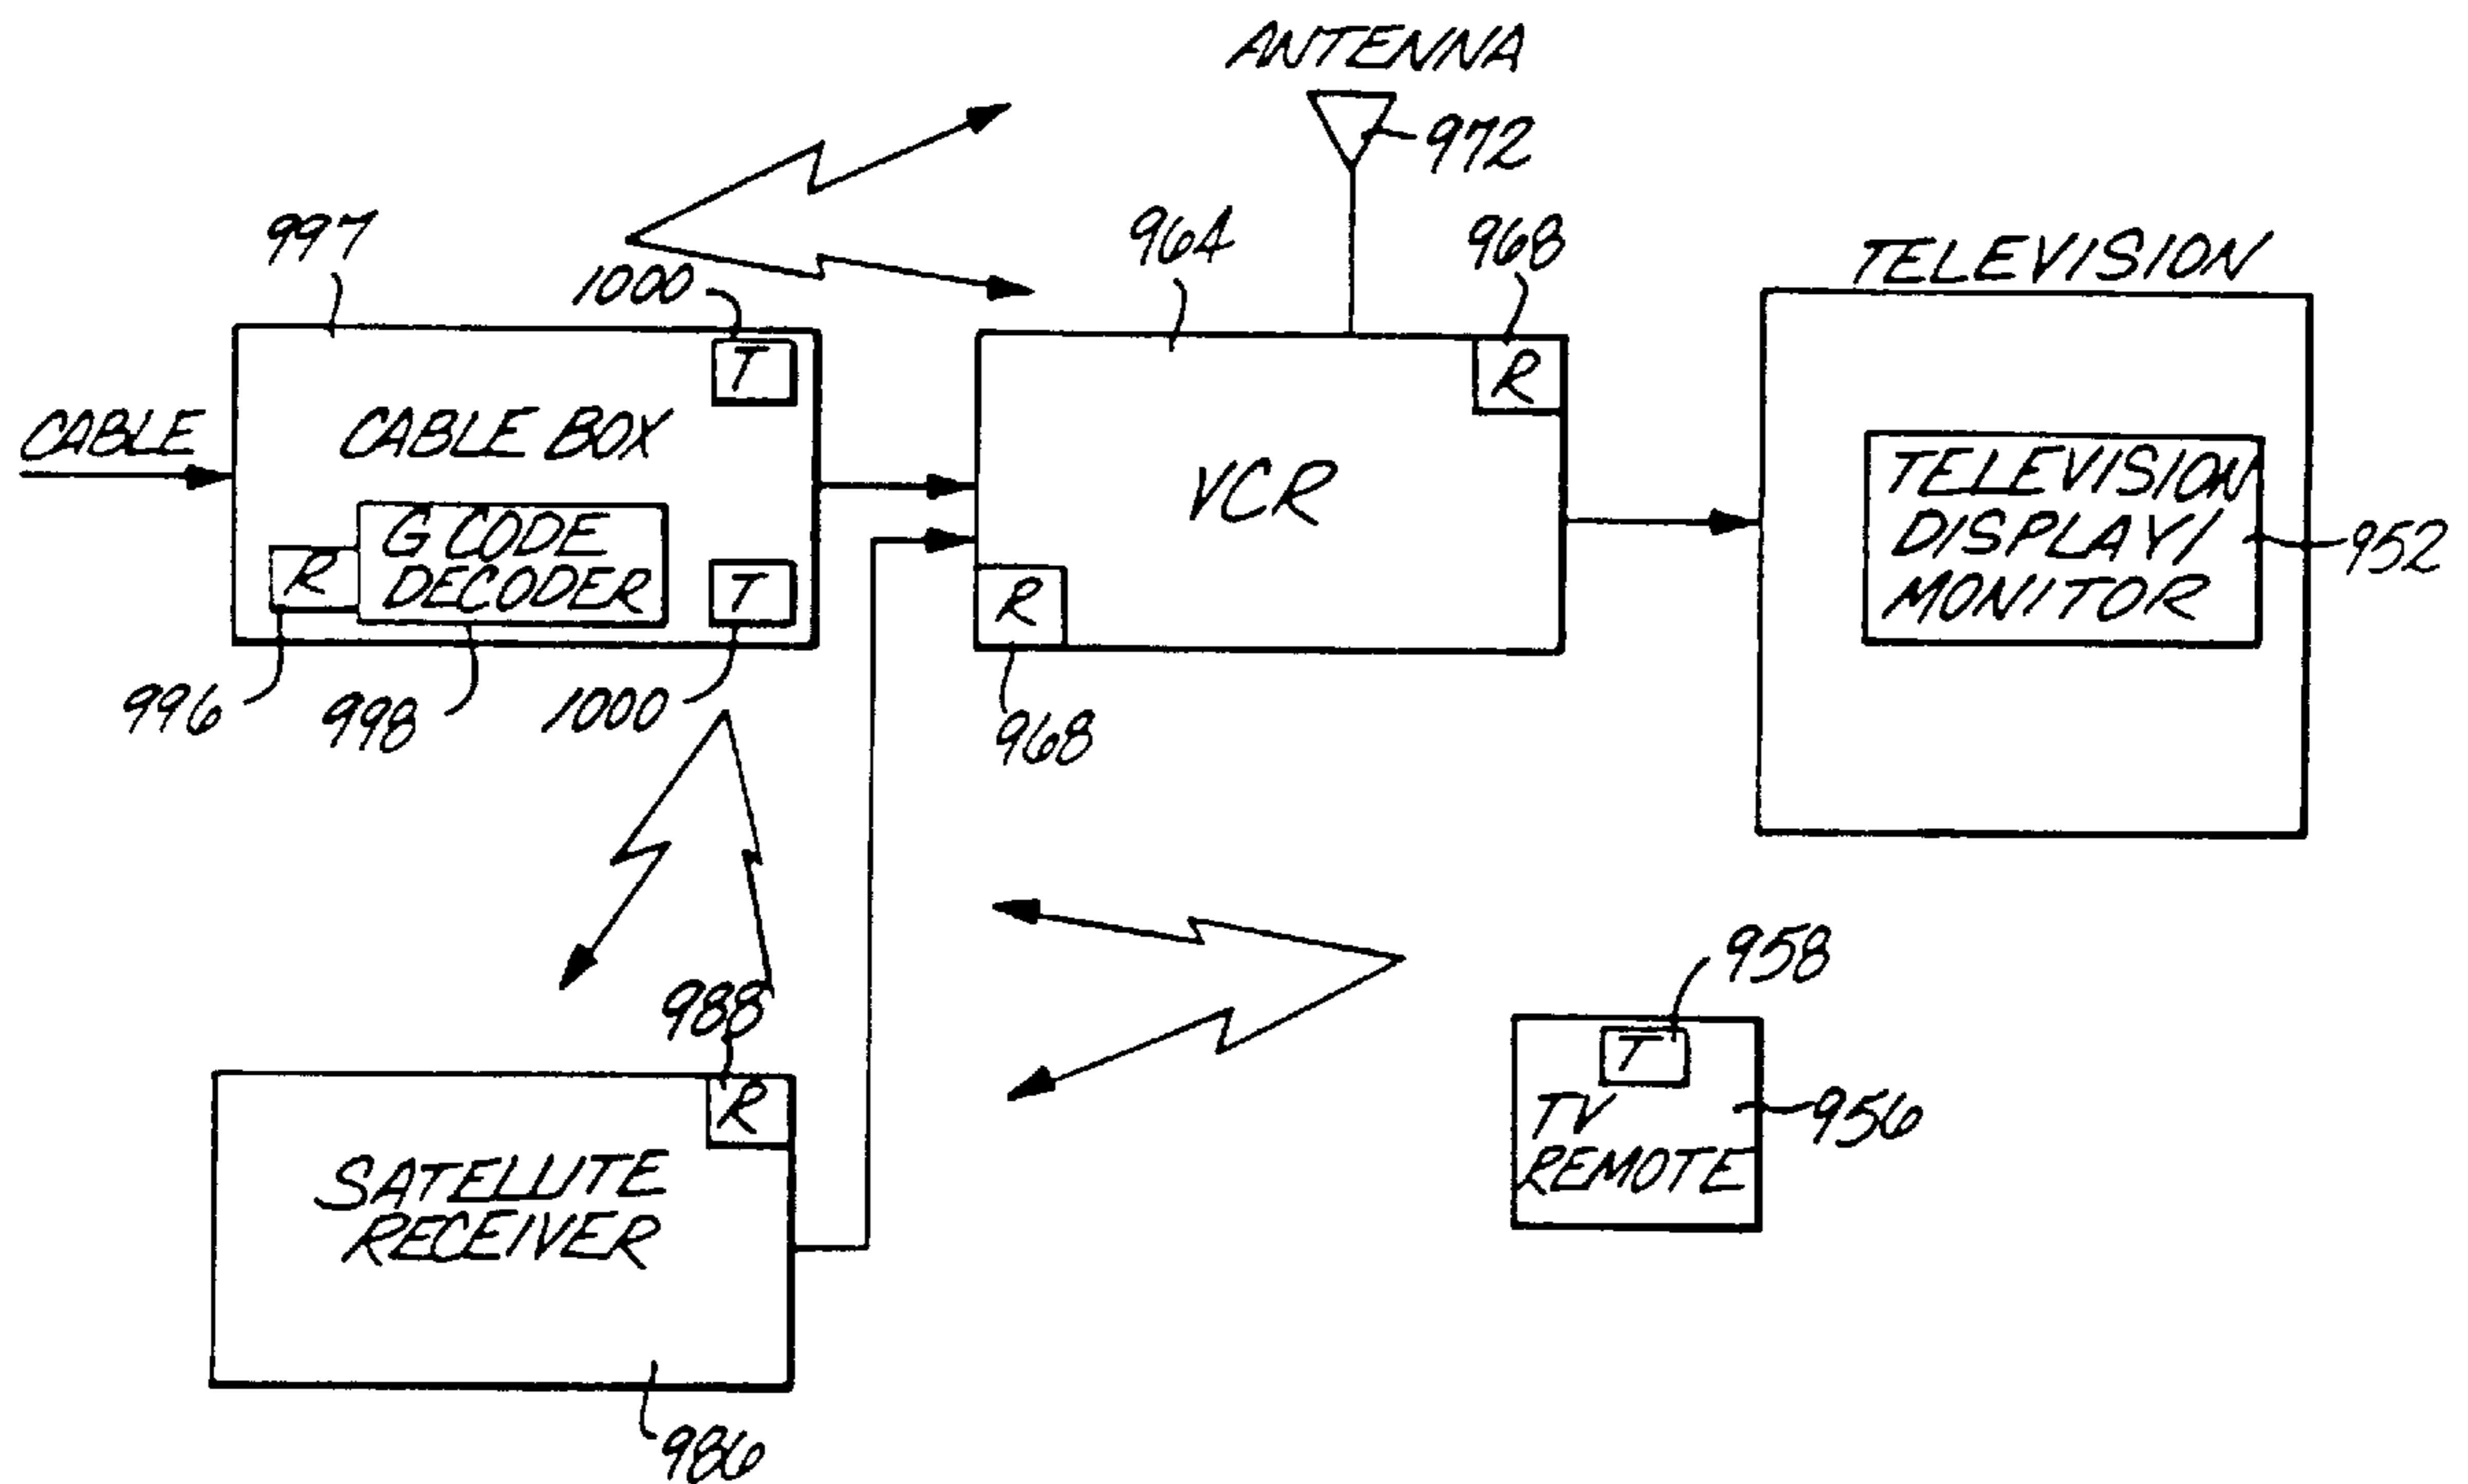 ANTENNA
972
997
1000
964
968
TELEVISION
T
R
CABLE
CABLE BOX
VCR
TELEVISION
DISPLAY/
MONITOR
952
G CODE
DECODER
R
T
R
996
998
1000
968
988
958
R
T
TV
REMOTE
956
SATELLITE
RECEIVER
986